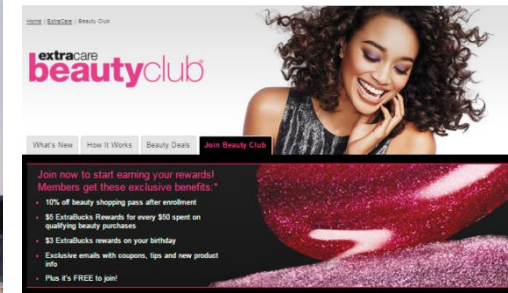 Home | ExtraCare | Beauty Club
extracare
beautyclub
What's New How It Works Beauty Deals Join Beauty Club
Join now to start earning your rewards!
Members get these exclusive benefits:*
• 10% off beauty shopping pass after enrollment
• $5 ExtraBucks Rewards for every $50 spent on
qualifying beauty purchases
• $3 ExtraBucks rewards on your birthday
• Exclusive emails with coupons, tips and new product
info
• Plus it's FREE to join!